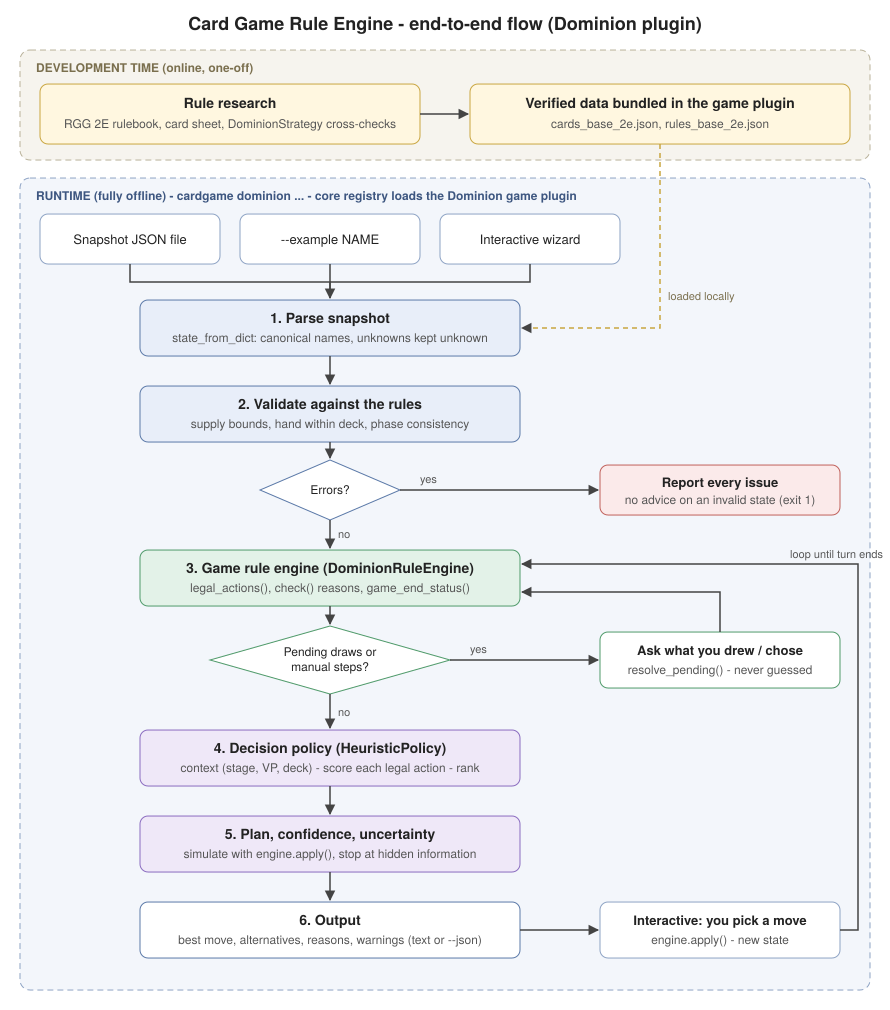 Card Game Rule Engine - end-to-end flow (Dominion plugin)
DEVELOPMENT TIME (online, one-off)
Rule research
RGG 2E rulebook, card sheet, DominionStrategy cross-checks
Verified data bundled in the game plugin
cards_base_2e.json, rules_base_2e.json
RUNTIME (fully offline) - cardgame dominion ... - core registry loads the Dominion game plugin
Snapshot JSON file
--example NAME
Interactive wizard
loaded locally
1. Parse snapshot
state_from_dict: canonical names, unknowns kept unknown
2. Validate against the rules
supply bounds, hand within deck, phase consistency
Errors?
yes
Report every issue
no advice on an invalid state (exit 1)
no
loop until turn ends
3. Game rule engine (DominionRuleEngine)
legal_actions(), check() reasons, game_end_status()
Pending draws or
manual steps?
yes
Ask what you drew / chose
resolve_pending() - never guessed
no
4. Decision policy (HeuristicPolicy)
context (stage, VP, deck) - score each legal action - rank
5. Plan, confidence, uncertainty
simulate with engine.apply(), stop at hidden information
6. Output
best move, alternatives, reasons, warnings (text or --json)
Interactive: you pick a move
engine.apply() - new state